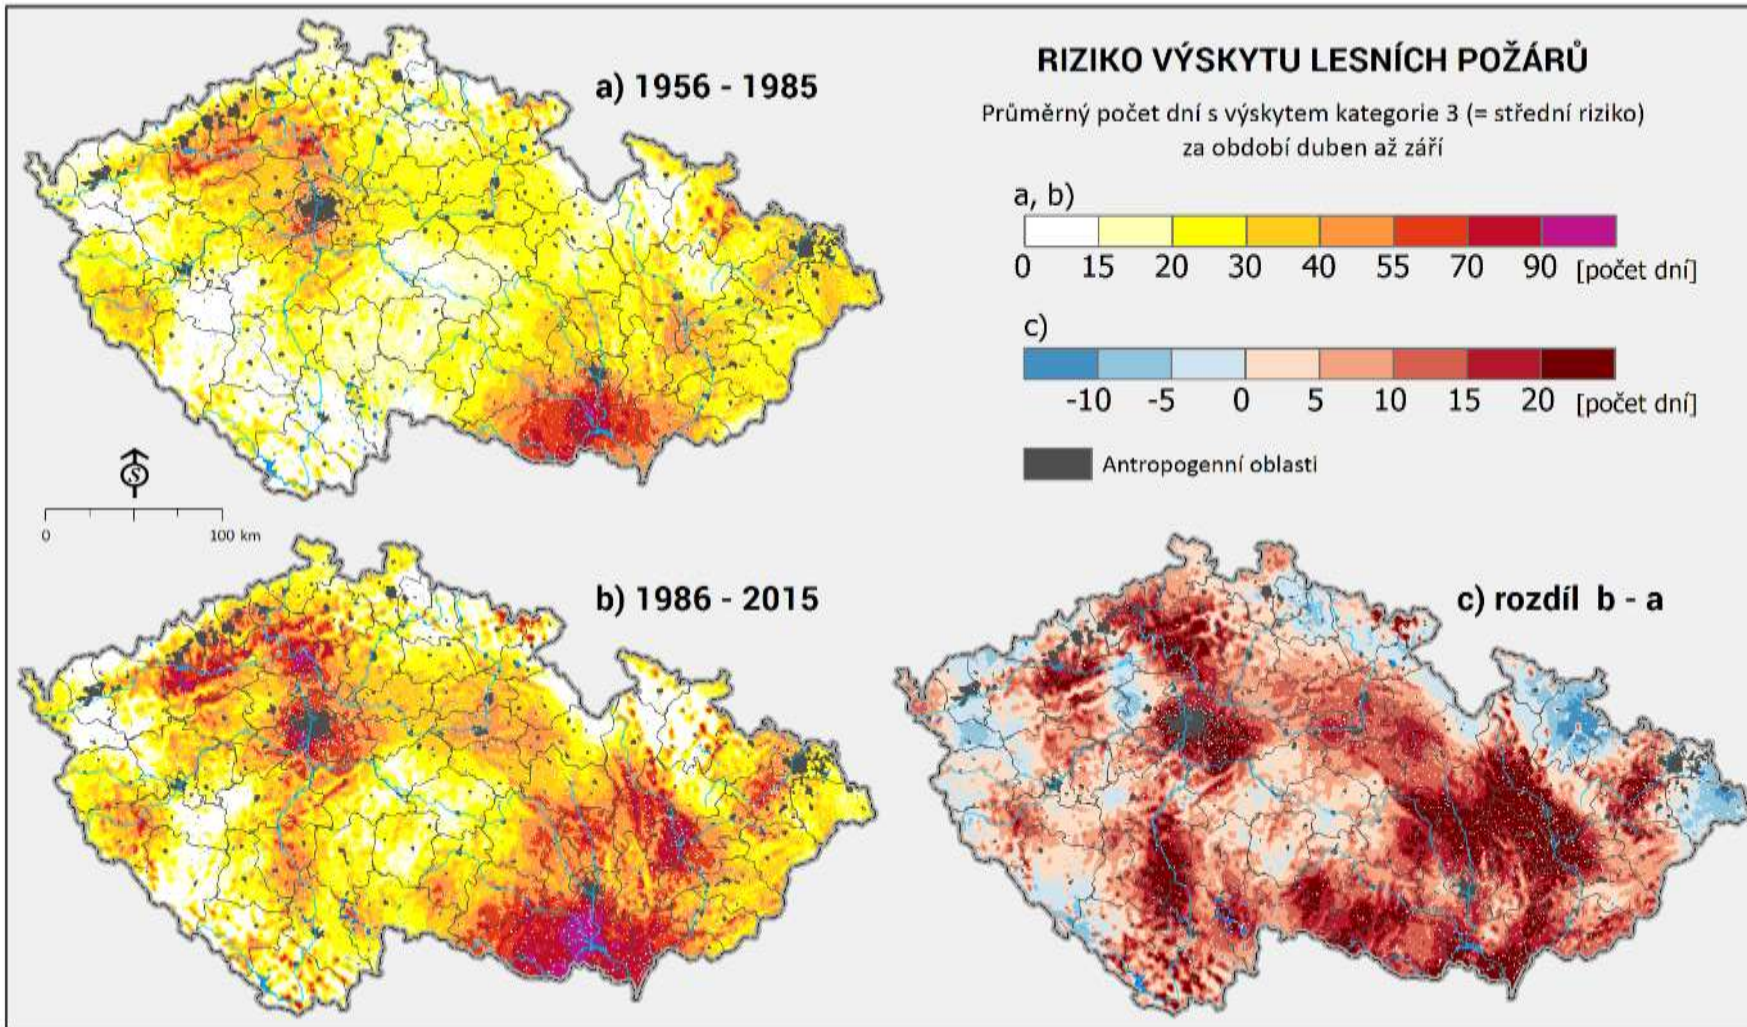 a) 1956 - 1985
RIZIKO VÝSKYTU LESNÍCH POŽÁRŮ
Průměrný počet dní s výskytem kategorie 3 (= střední riziko)
za období duben až září
a, b)
0 15 20 30 40 55 70 90 [počet dní]
c)
-10 -5 0 5 10 15 20 [počet dní]
Antropogenní oblasti
S
0 100 km
b) 1986 - 2015
c) rozdíl b - a